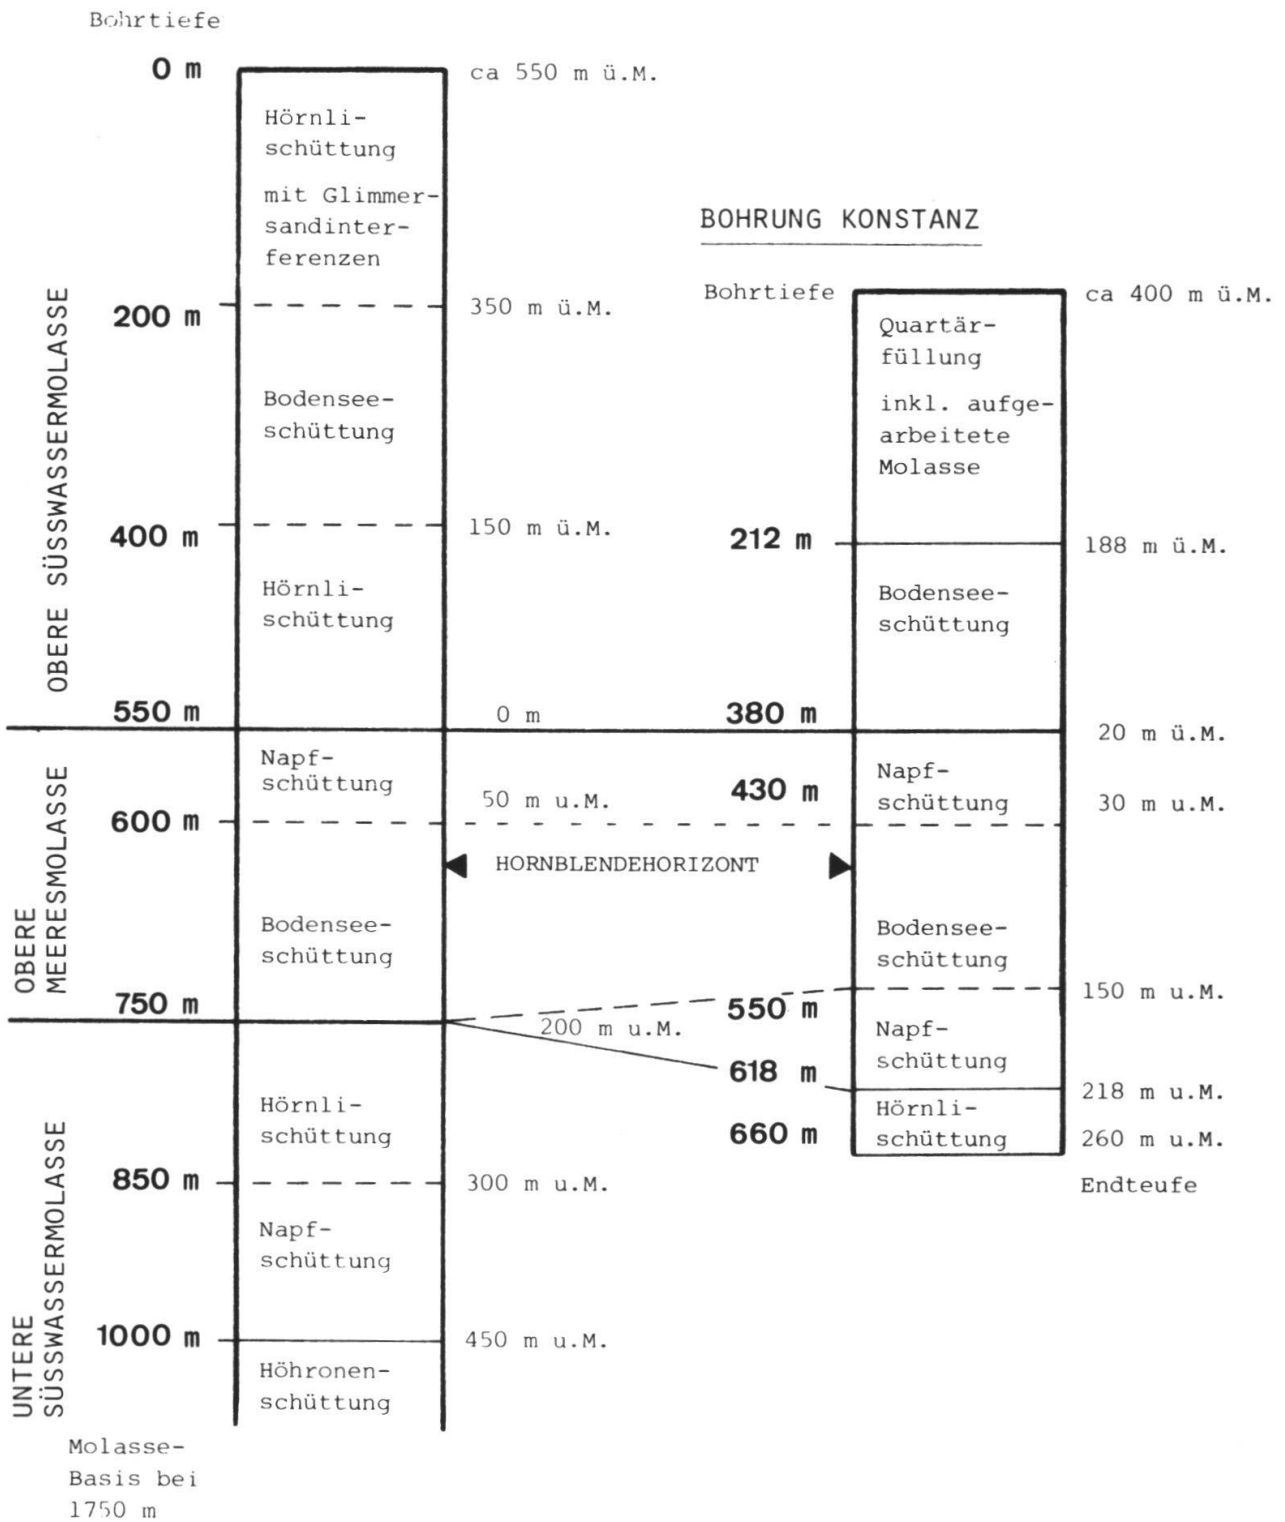 Bohrtiefe
0 m
ca 550 m ü.M.
Hörnli-
schüttung
mit Glimmer-
sandinter-
ferenzen
200 m
350 m ü.M.
Bodensee-
schüttung
400 m
150 m ü.M.
Hörnli-
schüttung
550 m
0 m
Napf-
schüttung
600 m
50 m u.M.
HORNBLENDEHORIZONT
Bodensee-
schüttung
750 m
200 m u.M.
Hörnli-
schüttung
850 m
300 m u.M.
Napf-
schüttung
1000 m
450 m u.M.
Höhronen-
schüttung
Molasse-
Basis bei
1750 m
OBERE SÜSSWASSERMOLASSE
OBERE
MEERESMOLASSE
UNTERE
SÜSSWASSERMOLASSE
BOHRUNG KONSTANZ
Bohrtiefe
ca 400 m ü.M.
Quartär-
füllung
inkl. aufge-
arbeitete
Molasse
212 m
188 m ü.M.
Bodensee-
schüttung
380 m
20 m ü.M.
Napf-
schüttung
430 m
30 m u.M.
Bodensee-
schüttung
550 m
150 m u.M.
Napf-
schüttung
618 m
218 m u.M.
Hörnli-
schüttung
660 m
260 m u.M.
Endteufe